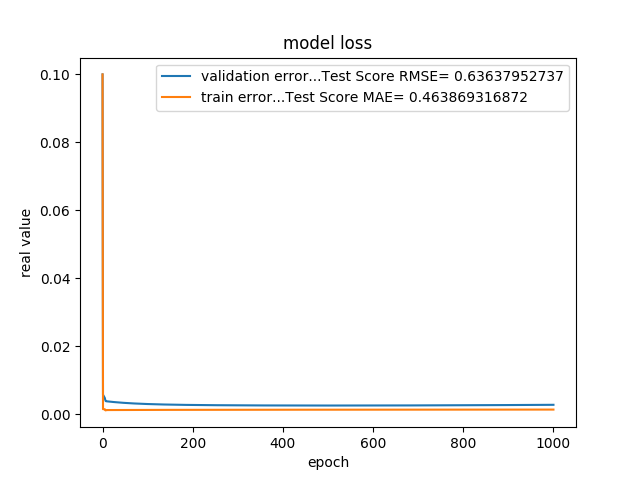 model loss
validation error...Test Score RMSE= 0.63637952737
train error...Test Score MAE= 0.463869316872
real value
0.10
0.08
0.06
0.04
0.02
0.00
0 200 400 600 800 1000
epoch